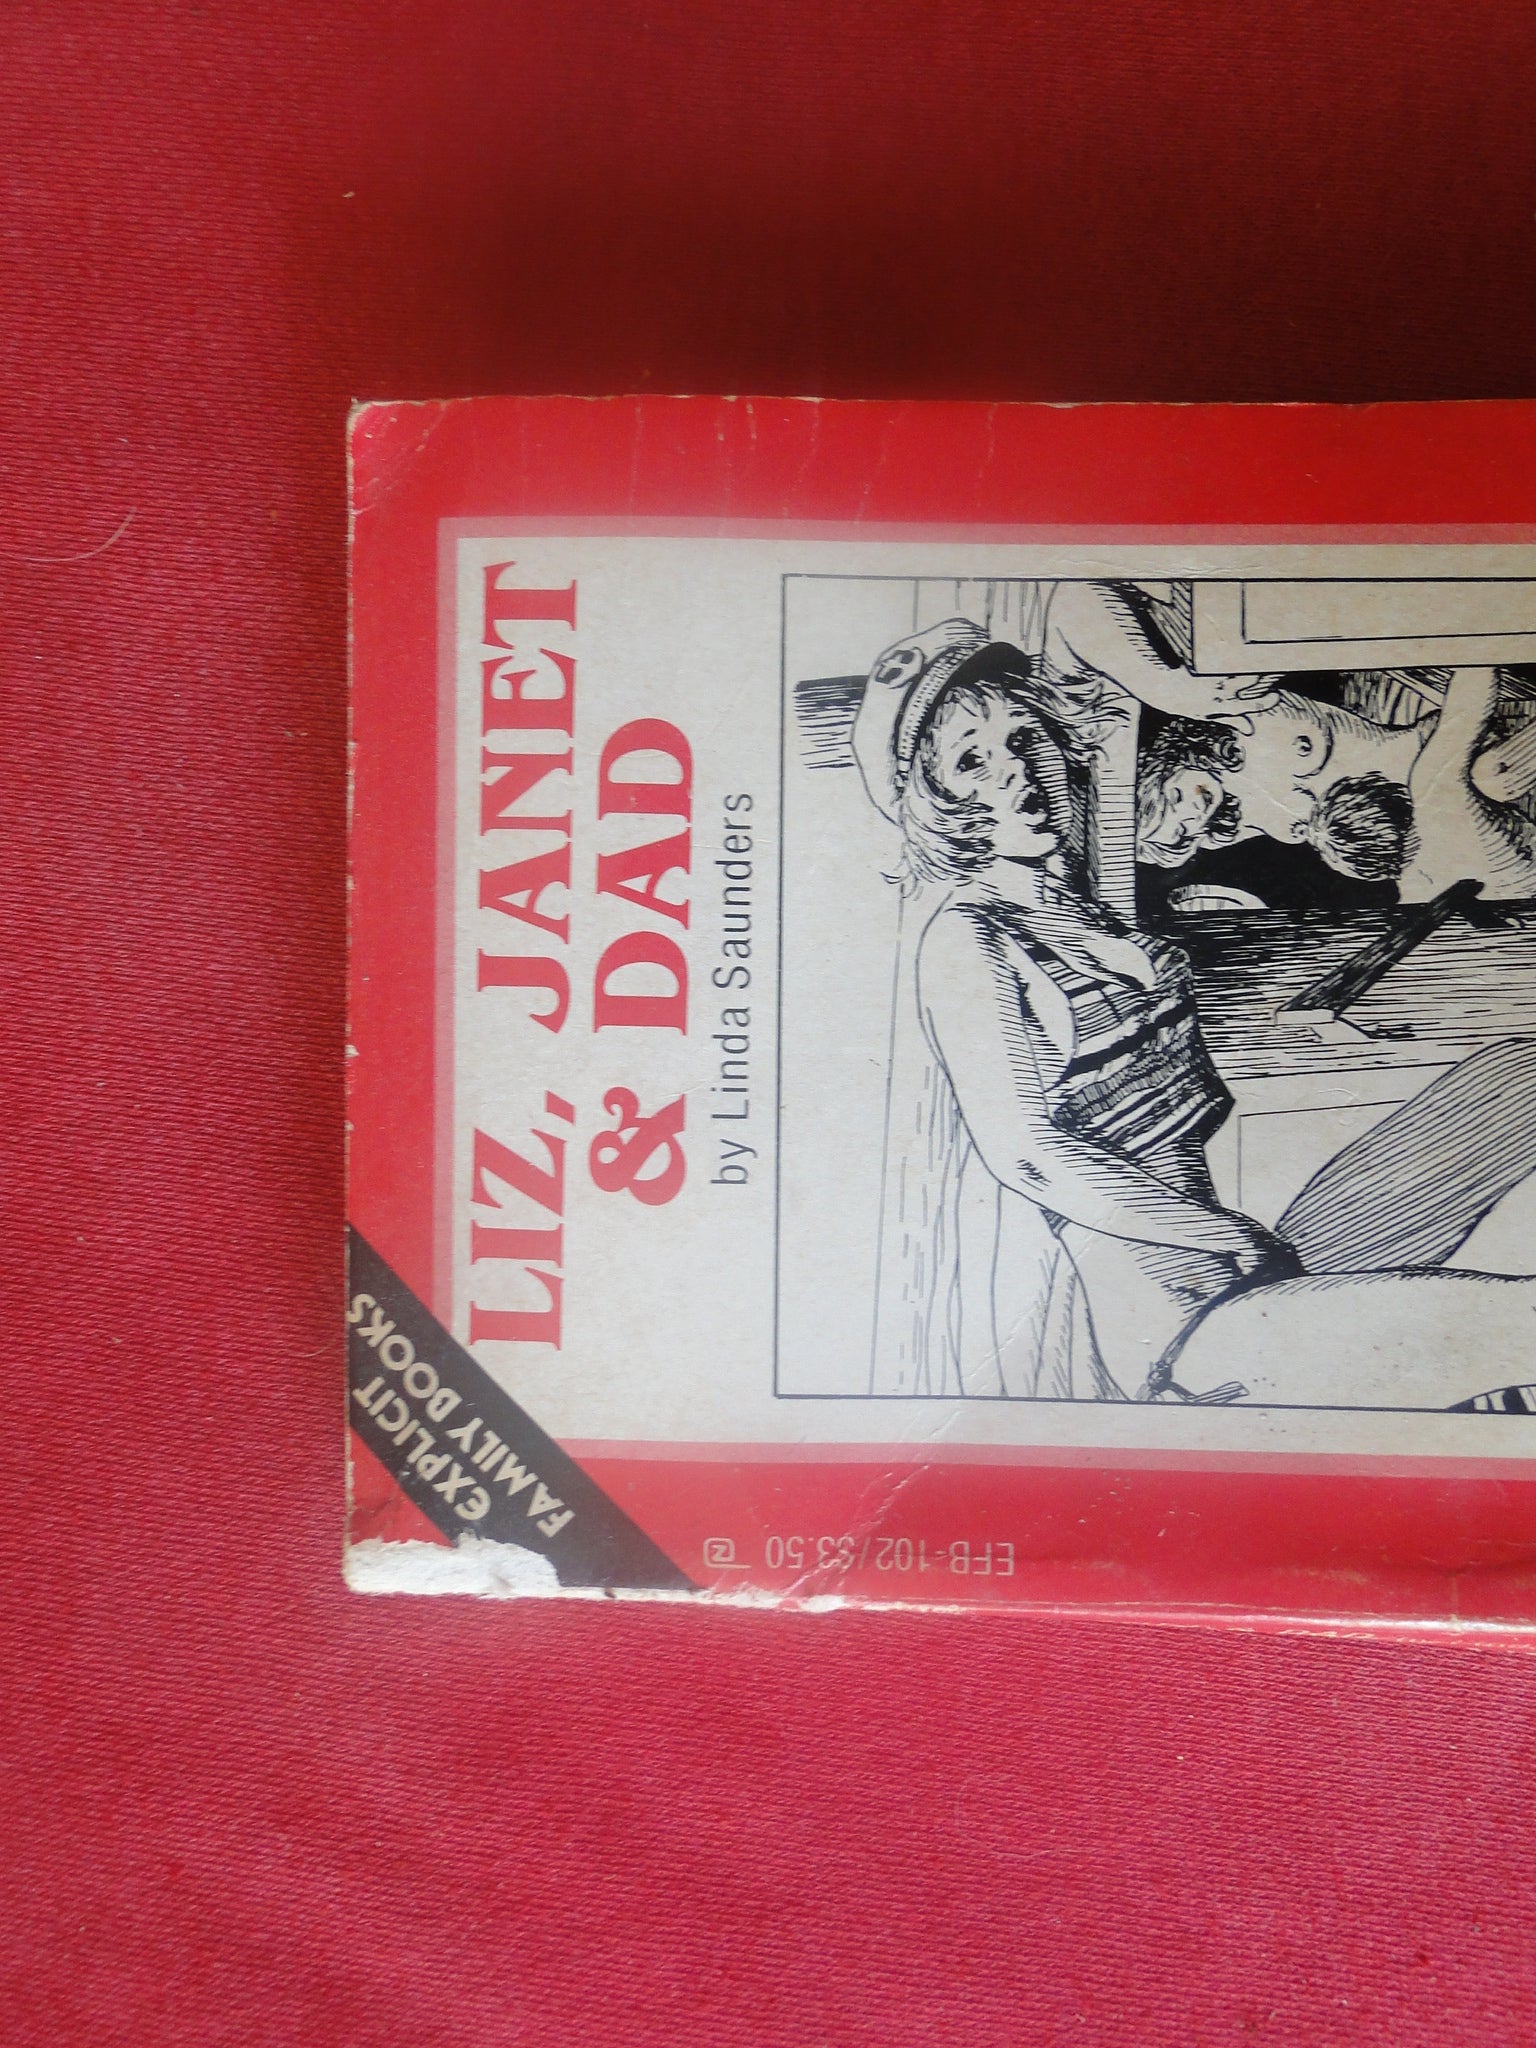 EXPLICIT
FAMILY BOOKS
LIZ, JANET
& DAD
by Linda Saunders
EFB-102/$3.50